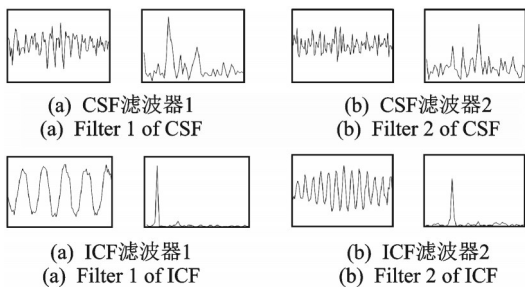 (a) CSF滤波器1
(a) Filter 1 of CSF
(b) CSF滤波器2
(b) Filter 2 of CSF
(a) ICF滤波器1
(a) Filter 1 of ICF
(b) ICF滤波器2
(b) Filter 2 of ICF